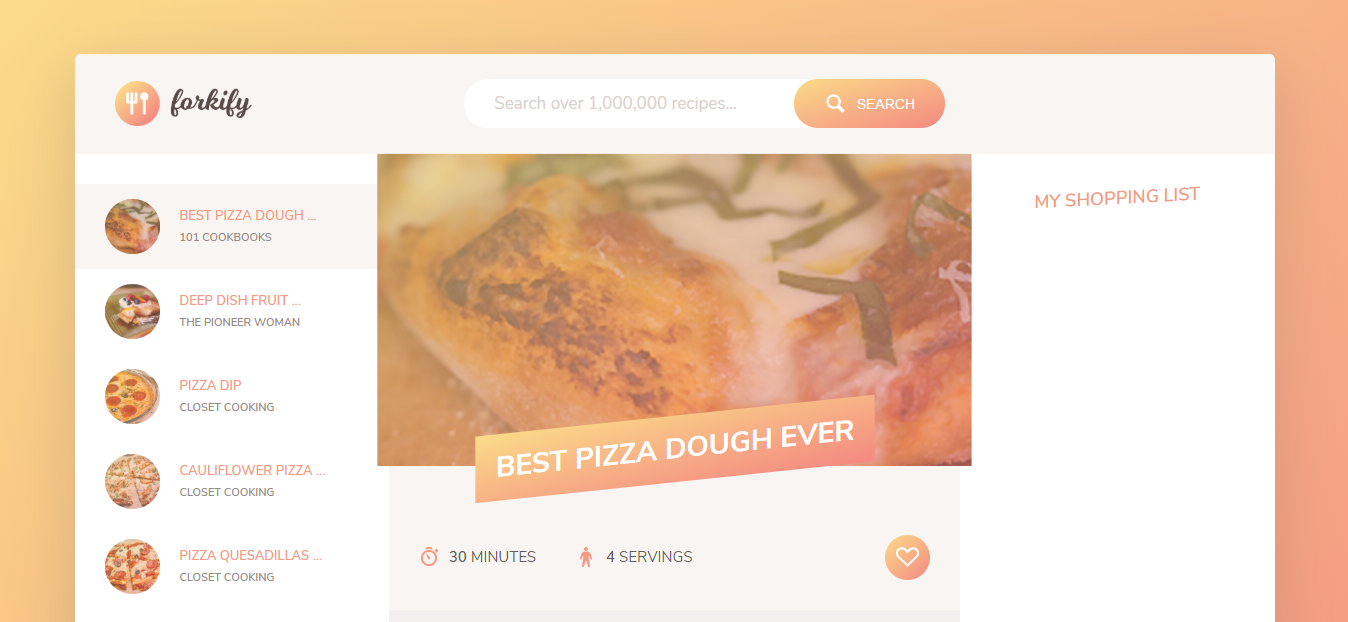 forkify
Search over 1,000,000 recipes...
SEARCH
BEST PIZZA DOUGH ...
101 COOKBOOKS
DEEP DISH FRUIT ...
THE PIONEER WOMAN
PIZZA DIP
CLOSET COOKING
CAULIFLOWER PIZZA ...
CLOSET COOKING
PIZZA QUESADILLAS ...
CLOSET COOKING
BEST PIZZA DOUGH EVER
30 MINUTES
4 SERVINGS
MY SHOPPING LIST